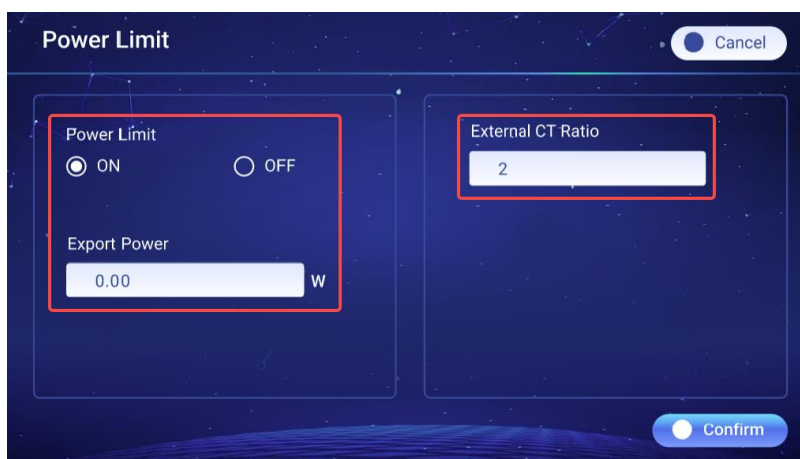 Power Limit
Cancel
Power Limit
ON
OFF
Export Power
0.00
W
External CT Ratio
2
Confirm